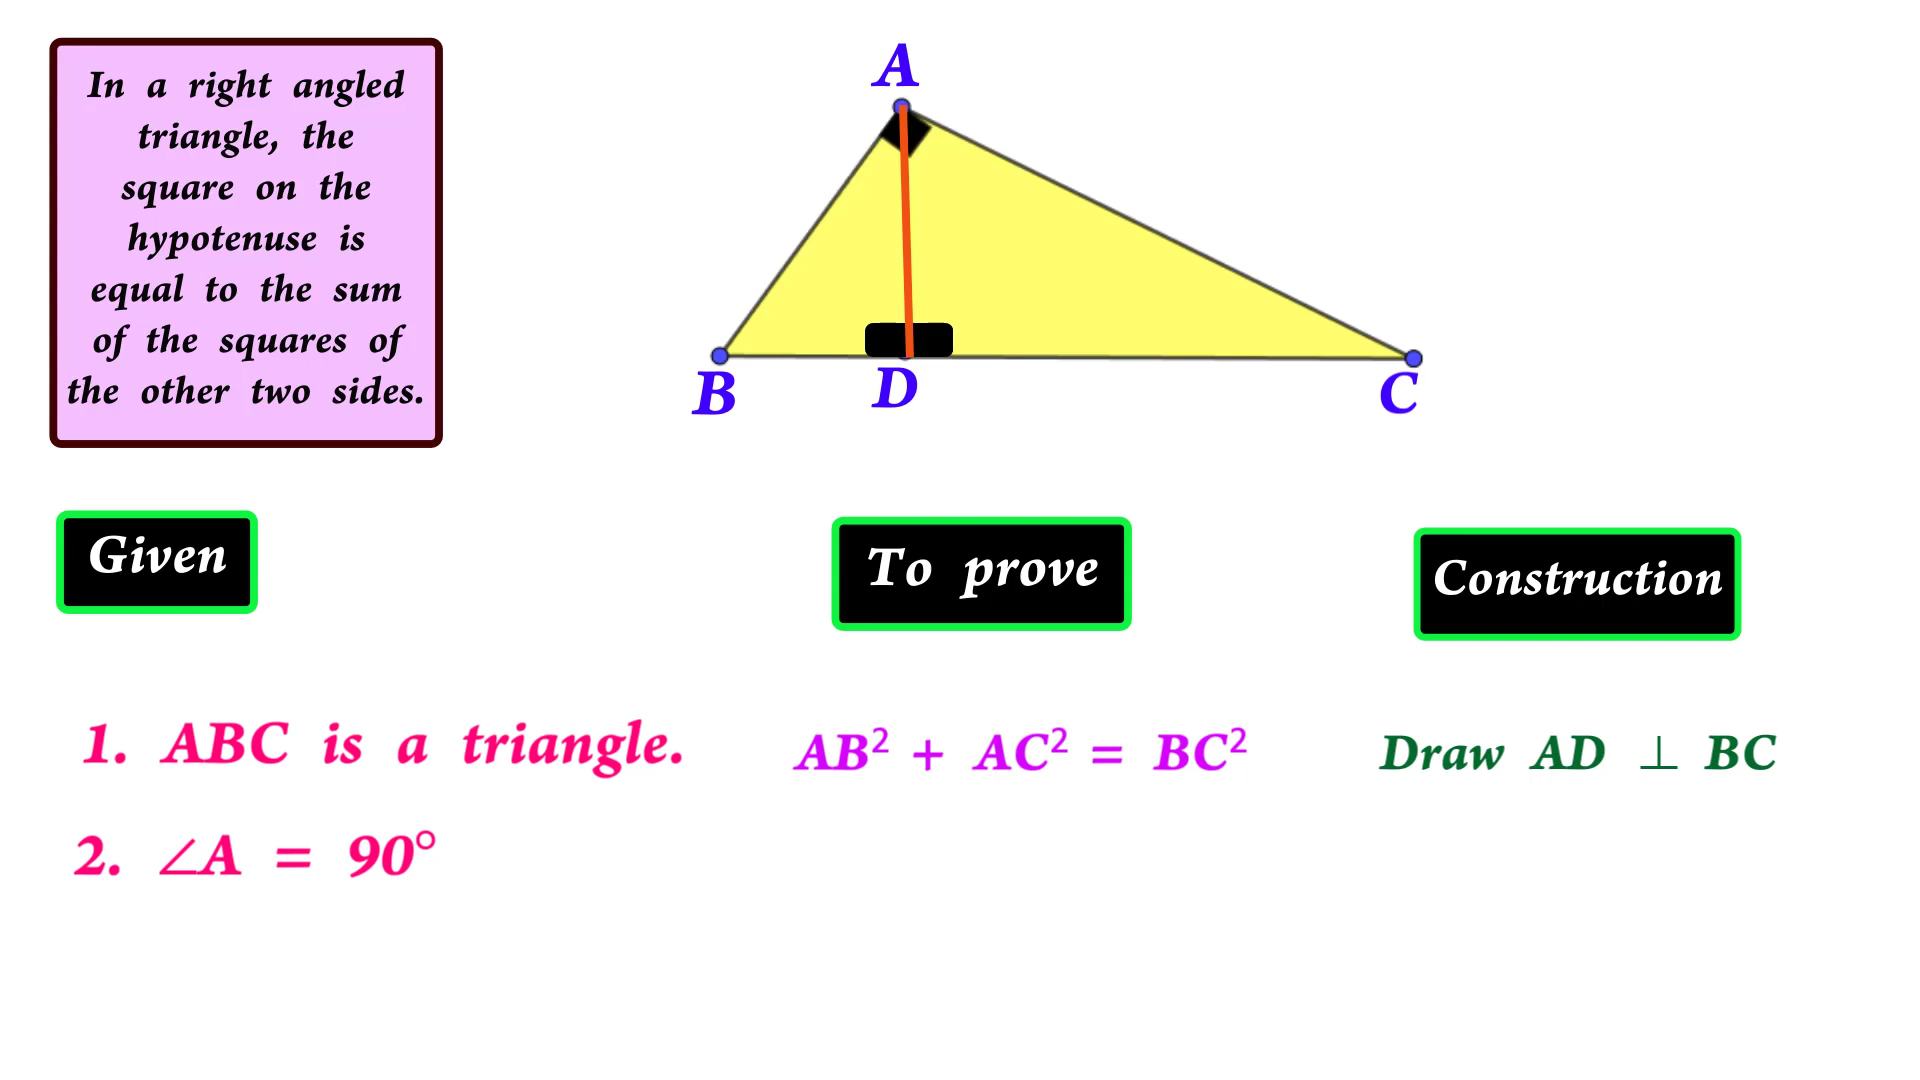 In a right angled
triangle, the
square on the
hypotenuse is
equal to the sum
of the squares of
the other two sides.
A
B
D
C
Given
To prove
Construction
1. ABC is a triangle.
AB² + AC² = BC²
Draw AD ⊥ BC
2. ∠A = 90°